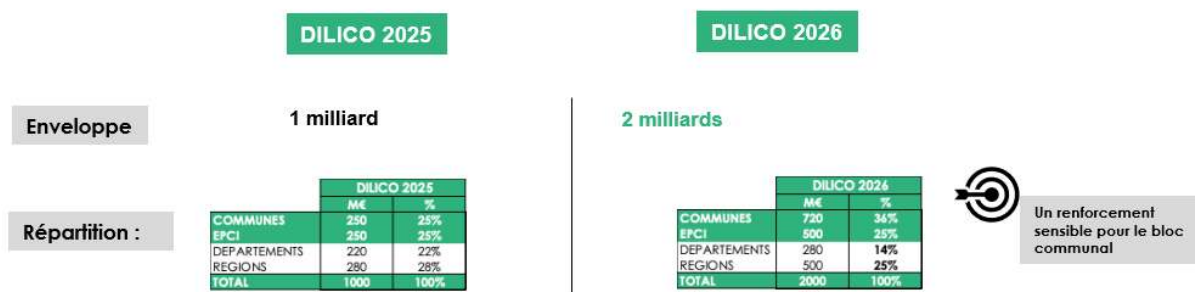 DILICO 2025
DILICO 2026
Enveloppe
1 milliard
2 milliards
Répartition :
DILICO 2025
M€ %
COMMUNES 250 25%
EPCI 250 25%
DEPARTEMENTS 220 22%
REGIONS 280 28%
TOTAL 1000 100%
DILICO 2026
M€ %
COMMUNES 720 36%
EPCI 500 25%
DEPARTEMENTS 280 14%
REGIONS 500 25%
TOTAL 2000 100%
Un renforcement
sensible pour le bloc
communal